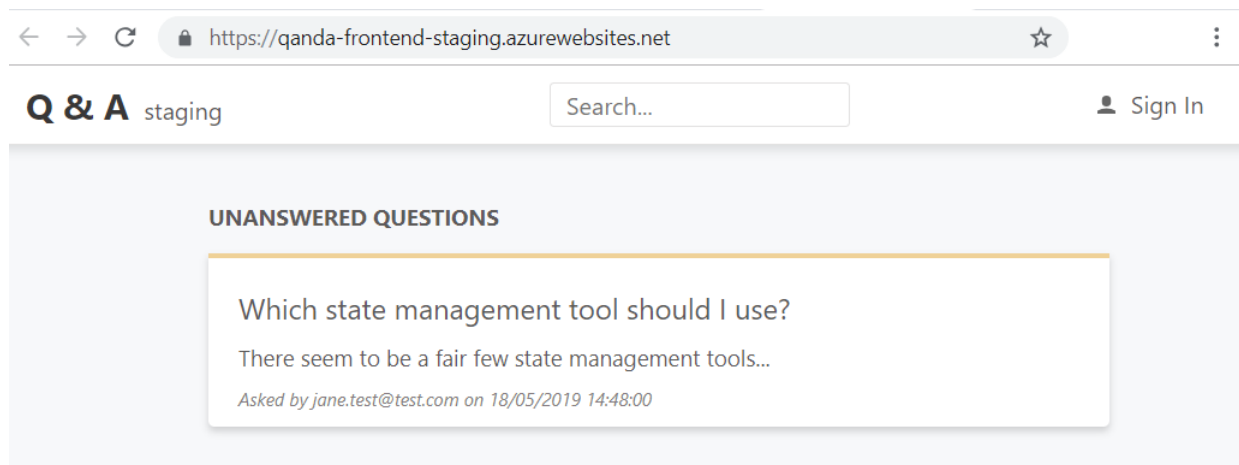 https://qanda-frontend-staging.azurewebsites.net
Q & A staging Search... Sign In
UNANSWERED QUESTIONS
Which state management tool should I use?
There seem to be a fair few state management tools...
Asked by jane.test@test.com on 18/05/2019 14:48:00